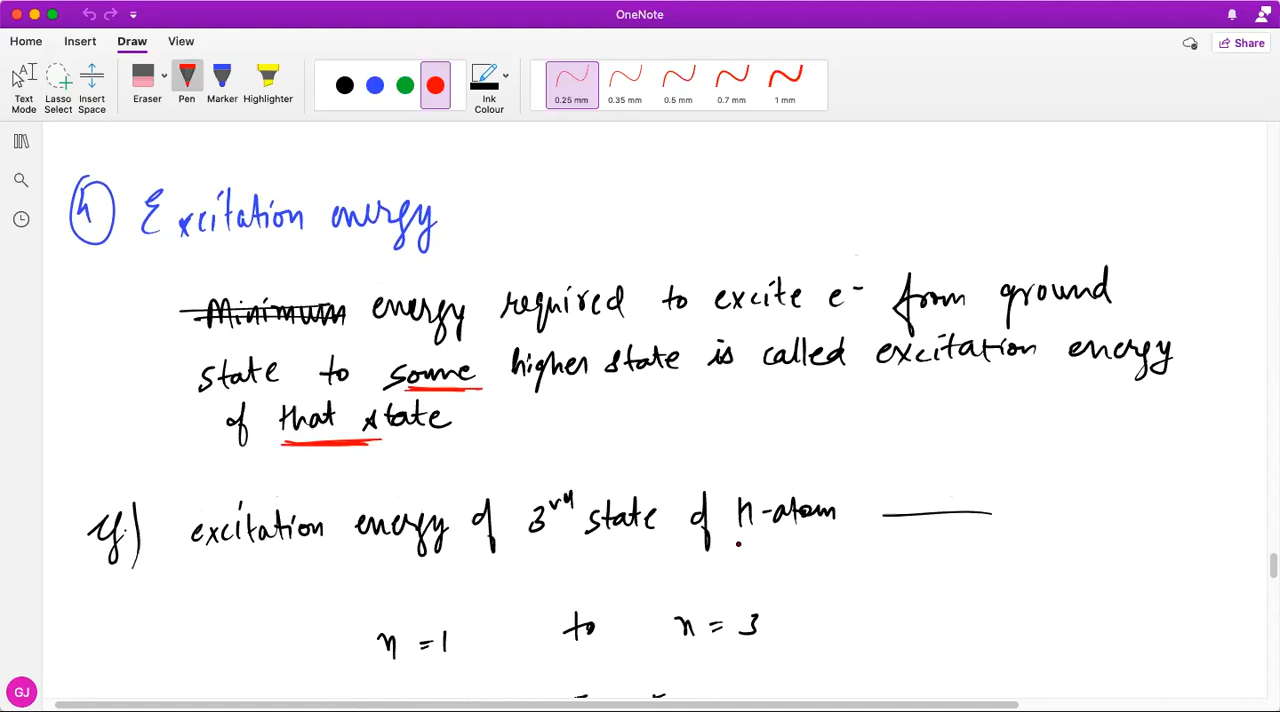 OneNote
Home Insert Draw View
Share
Text Mode
Lasso Select
Insert Space
Eraser
Pen
Marker
Highlighter
Ink Colour
0.25 mm
0.35 mm
0.5 mm
0.7 mm
1 mm
Excitation energy
Minimum energy required to excite e- from ground
state to some higher state is called excitation energy
of that state
excitation energy of 3rd state of H-atom
n = 1 to n = 3
GJ